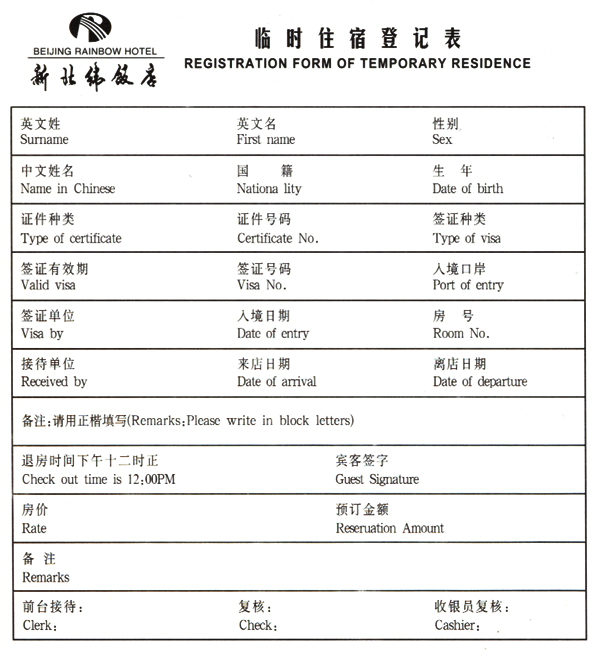 BEIJING RAINBOW HOTEL
新北纬饭店
临时住宿登记表
REGISTRATION FORM OF TEMPORARY RESIDENCE
英文姓 英文名 性别
Surname First name Sex
中文姓名 国 籍 生 年
Name in Chinese Nationa lity Date of birth
证件种类 证件号码 签证种类
Type of certificate Certificate No. Type of visa
签证有效期 签证号码 入境口岸
Valid visa Visa No. Port of entry
签证单位 入境日期 房 号
Visa by Date of entry Room No.
接待单位 来店日期 离店日期
Received by Date of arrival Date of departure
备注:请用正楷填写(Remarks:Please write in block letters)
退房时间下午十二时正 宾客签字
Check out time is 12:00PM Guest Signature
房价 预订金额
Rate Reseruation Amount
备 注
Remarks
前台接待: 复核: 收银员复核:
Clerk: Check: Cashier: